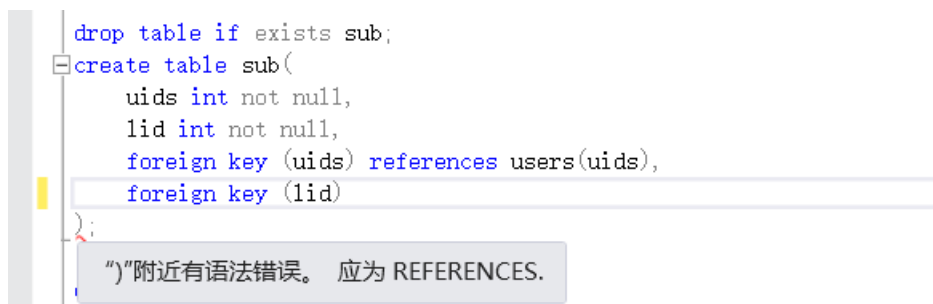 drop table if exists sub;
create table sub(
uids int not null,
lid int not null,
foreign key (uids) references users(uids),
foreign key (lid)
);
“)”附近有语法错误。 应为 REFERENCES.